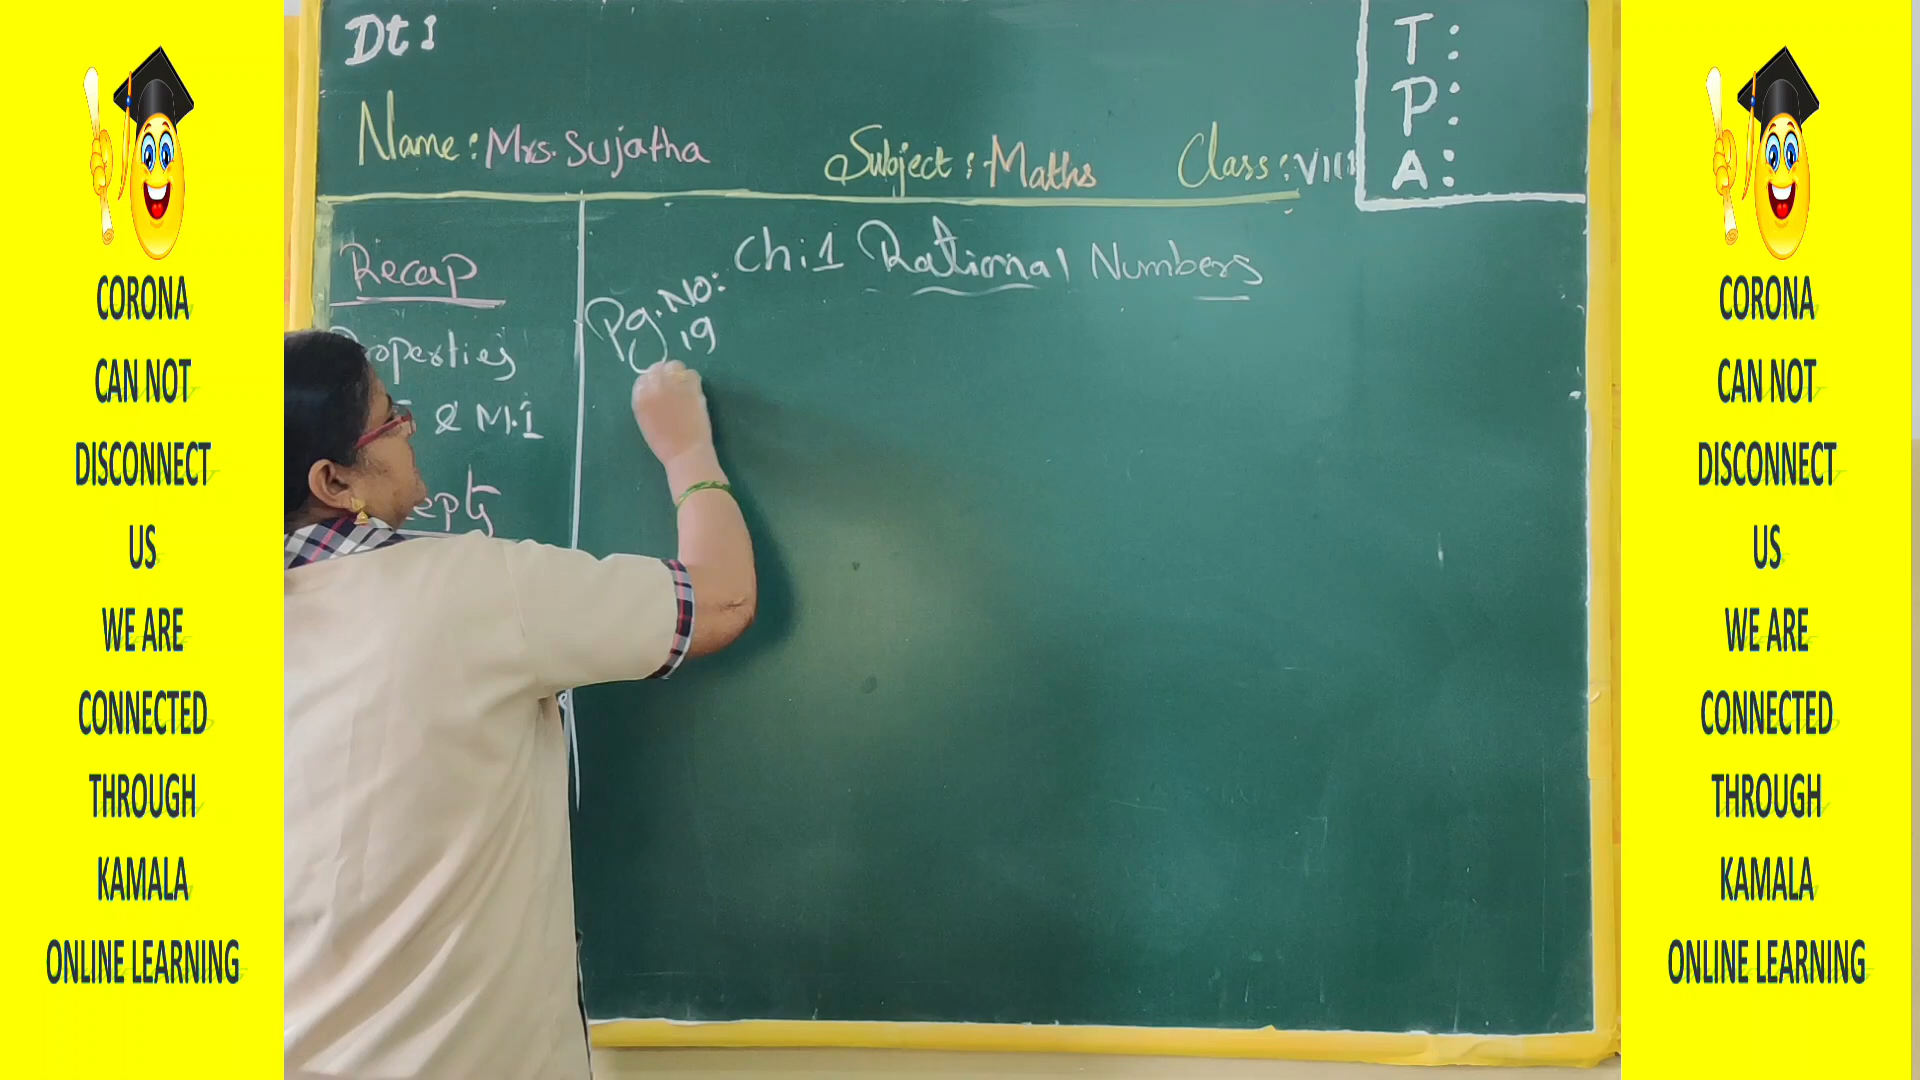 CORONA
CAN NOT
DISCONNECT
US
WE ARE
CONNECTED
THROUGH
KAMALA
ONLINE LEARNING
Dt :
Name: Mrs. Sujatha Subject: Maths Class: VIII
T:
P:
A:
Recap
operties
& M.I
epts
Ch:1 Rational Numbers
Pg. No:
19
CORONA
CAN NOT
DISCONNECT
US
WE ARE
CONNECTED
THROUGH
KAMALA
ONLINE LEARNING